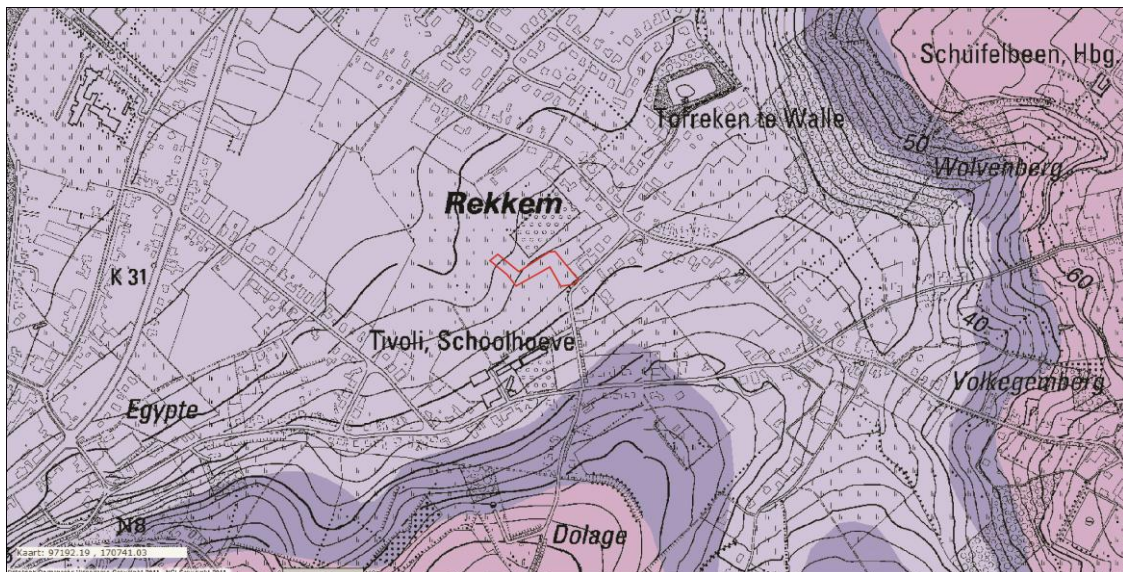 Schuifelbeen, Hbg.
Torreken te Walle
50
Wolvenberg
Rekkem
K 31
60
40
Tivoli, Schoolhoeve
Volkegemberg
Egypte
N8
Dolage
Kaart: 97192.19 , 170741.03